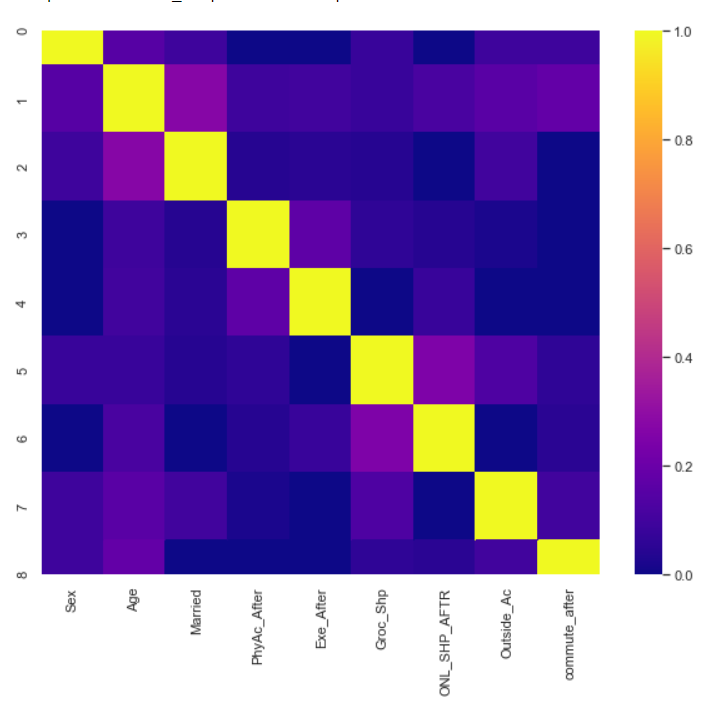 0
1
2
3
4
5
6
7
8
Sex
Age
Married
PhyAc_After
Exe_After
Groc_Shp
ONL_SHP_AFTR
Outside_Ac
commute_after
1.0
0.8
0.6
0.4
0.2
0.0